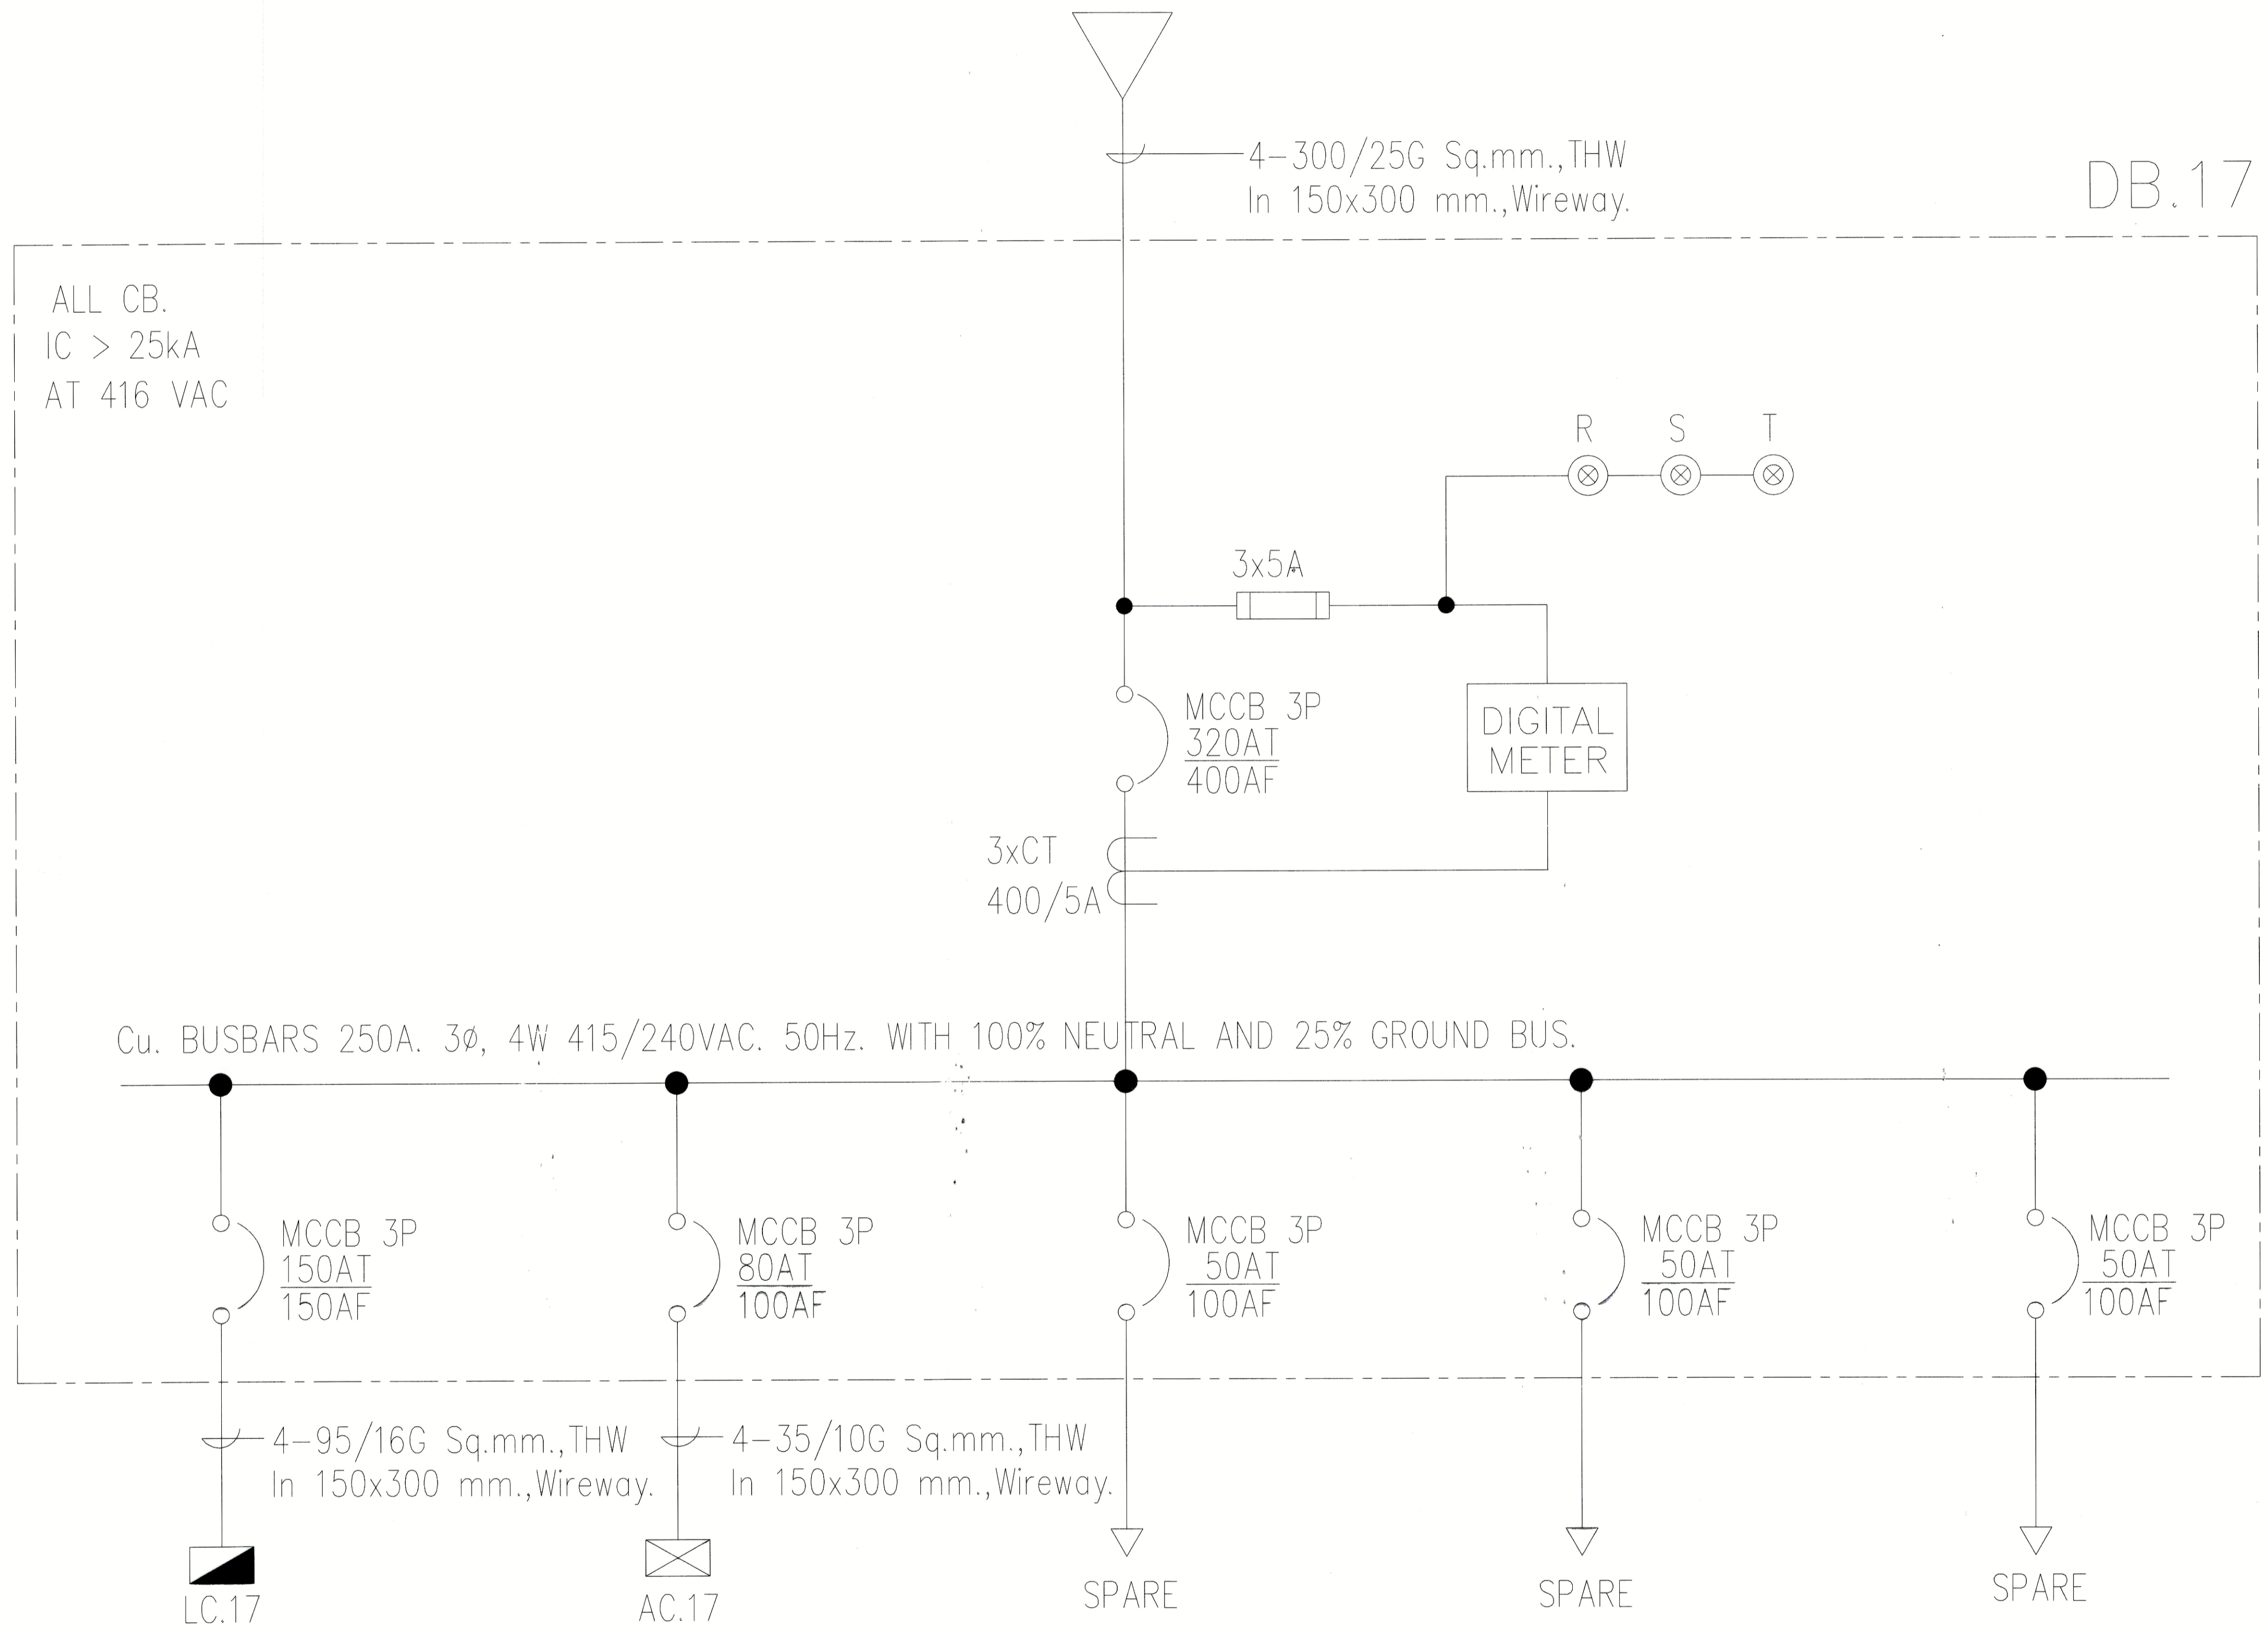 4-300/25G Sq.mm.,THW
In 150x300 mm.,Wireway.
DB.17
ALL CB.
IC > 25kA
AT 416 VAC
R S T
3x5A
MCCB 3P
320AT
400AF
DIGITAL
METER
3xCT
400/5A
Cu. BUSBARS 250A. 3ø, 4W 415/240VAC. 50Hz. WITH 100% NEUTRAL AND 25% GROUND BUS.
MCCB 3P
150AT
150AF
MCCB 3P
80AT
100AF
MCCB 3P
50AT
100AF
MCCB 3P
50AT
100AF
MCCB 3P
50AT
100AF
4-95/16G Sq.mm.,THW
In 150x300 mm.,Wireway.
4-35/10G Sq.mm.,THW
In 150x300 mm.,Wireway.
LC.17
AC.17
SPARE
SPARE
SPARE